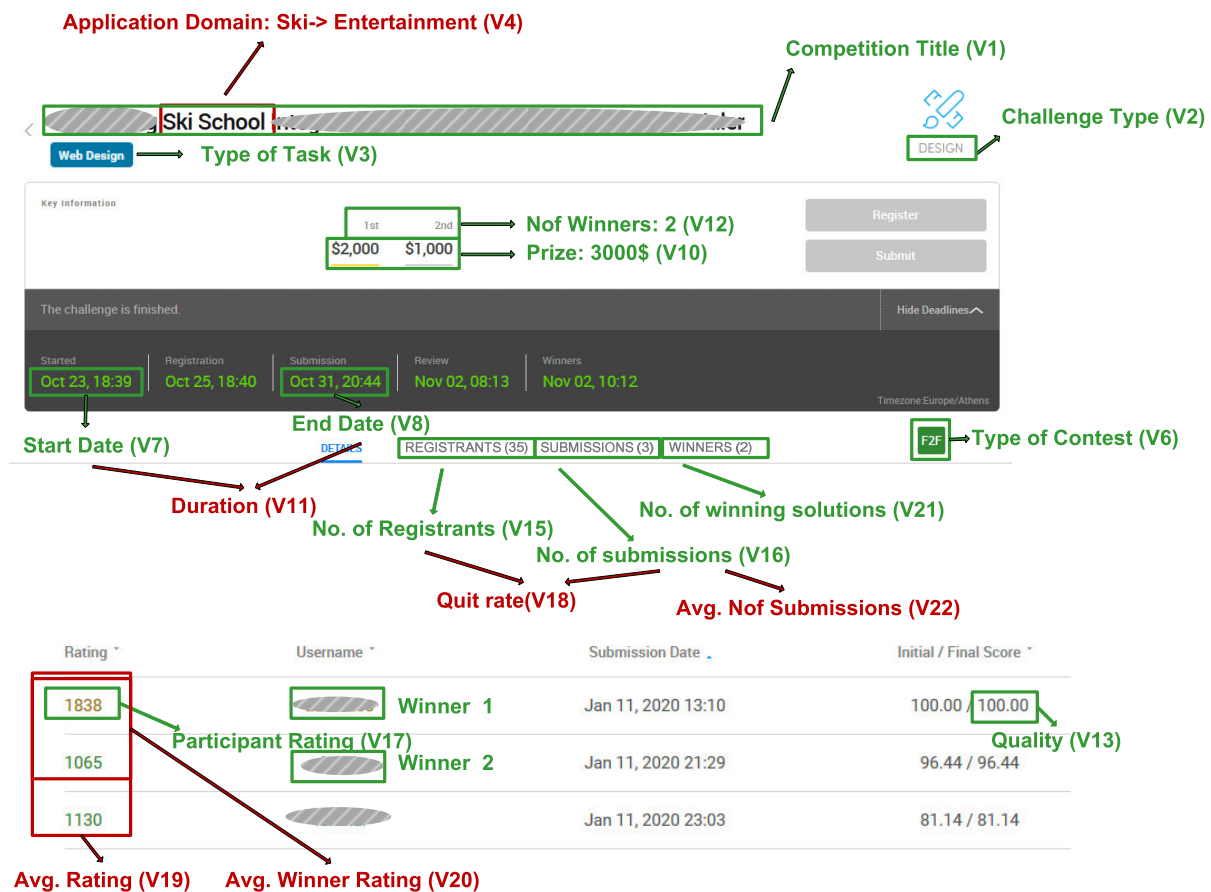 Application Domain: Ski-> Entertainment (V4)
Competition Title (V1)
Ski School
Challenge Type (V2)
DESIGN
Web Design
Type of Task (V3)
Key Information
1st 2nd
Nof Winners: 2 (V12)
$2,000 $1,000
Prize: 3000$ (V10)
Register
Submit
The challenge is finished.
Hide Deadlines
Started Registration Submission Review Winners
Oct 23, 18:39 Oct 25, 18:40 Oct 31, 20:44 Nov 02, 08:13 Nov 02, 10:12
Timezone:Europe/Athens
Start Date (V7)
End Date (V8)
F2F
Type of Contest (V6)
DETAILS
REGISTRANTS (35) SUBMISSIONS (3) WINNERS (2)
Duration (V11)
No. of Registrants (V15)
No. of winning solutions (V21)
No. of submissions (V16)
Quit rate(V18)
Avg. Nof Submissions (V22)
Rating Username Submission Date Initial / Final Score
1838 Winner 1 Jan 11, 2020 13:10 100.00 / 100.00
Participant Rating (V17)
Quality (V13)
1065 Winner 2 Jan 11, 2020 21:29 96.44 / 96.44
1130 Jan 11, 2020 23:03 81.14 / 81.14
Avg. Rating (V19)
Avg. Winner Rating (V20)